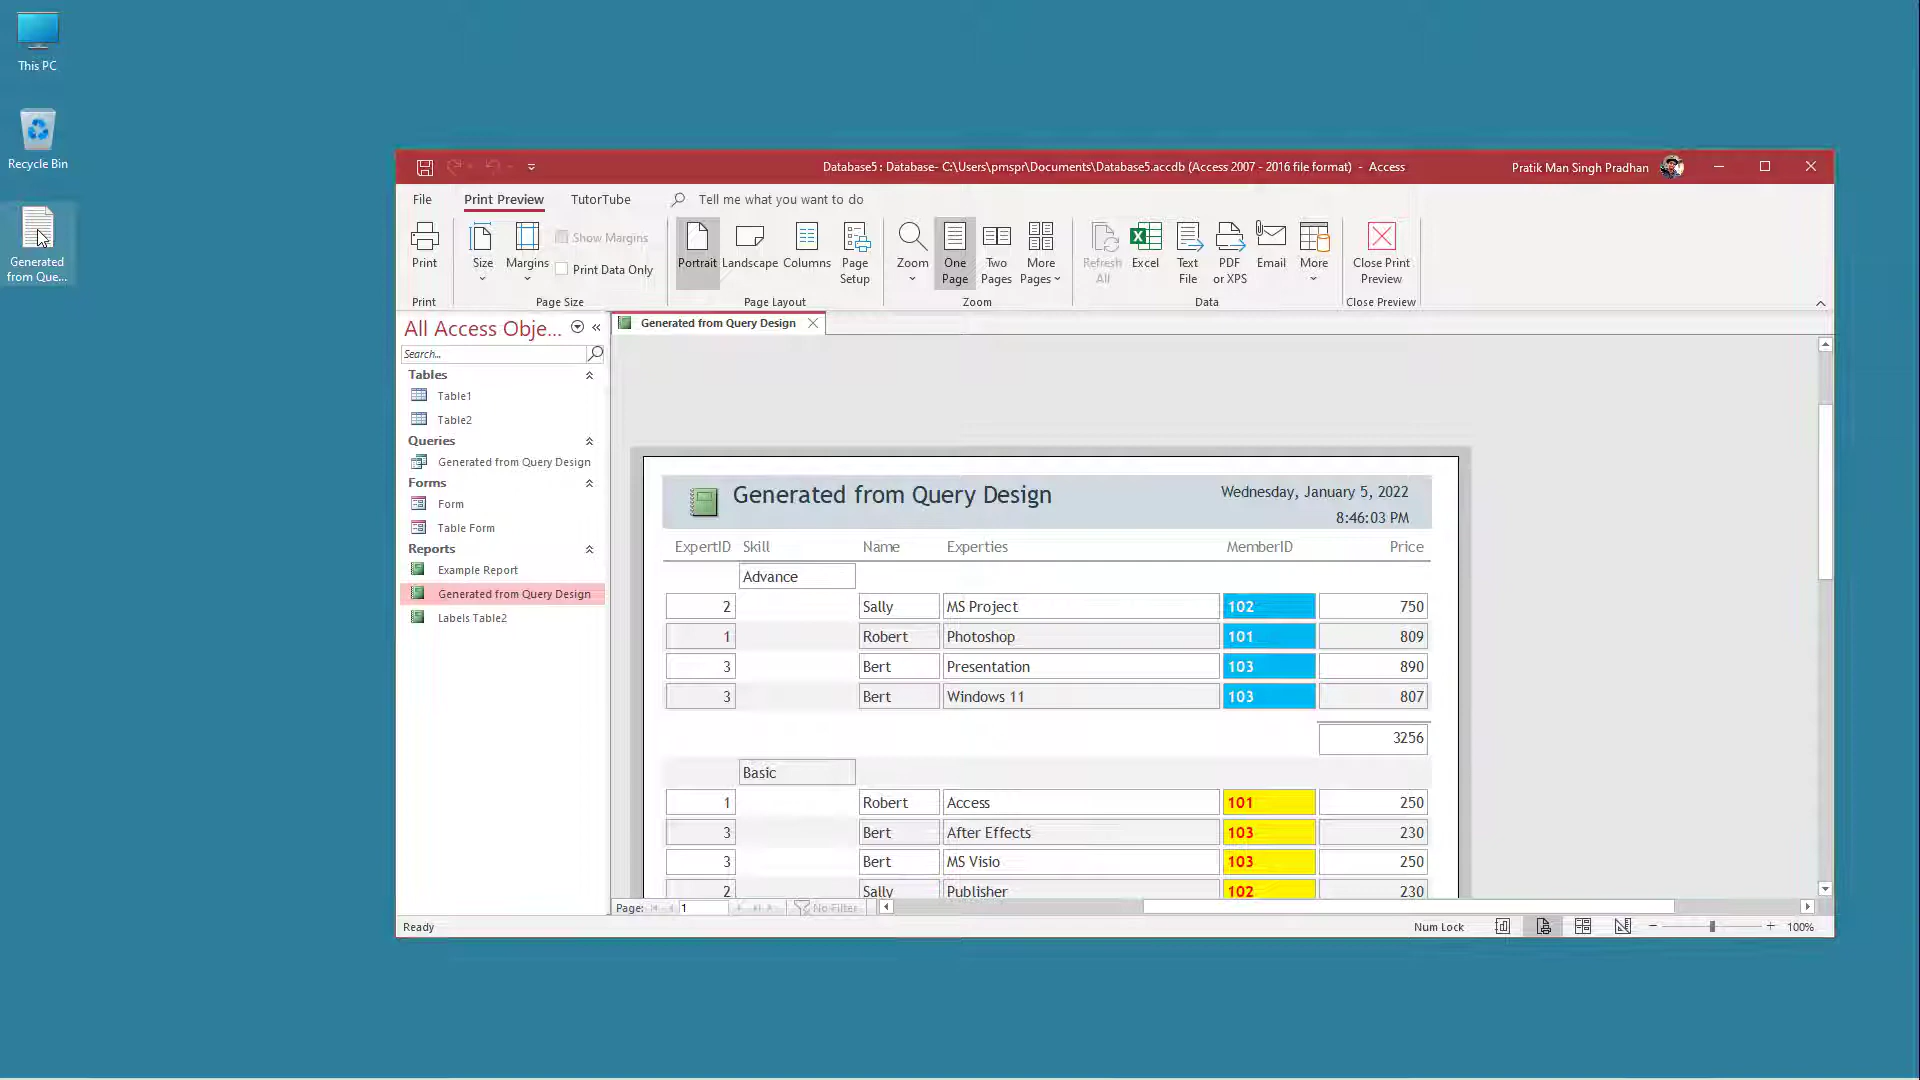 This PC
Recycle Bin
Generated
from Que...
Database5 : Database- C:\Users\pmspr\Documents\Database5.accdb (Access 2007 - 2016 file format) - Access
Pratik Man Singh Pradhan
File
Print Preview
TutorTube
Tell me what you want to do
Print
Size
Margins
Show Margins
Print Data Only
Portrait
Landscape
Columns
Page
Setup
Zoom
One
Page
Two
Pages
More
Pages
Refresh
All
Excel
Text
File
PDF
or XPS
Email
More
Close Print
Preview
Print
Page Size
Page Layout
Zoom
Data
Close Preview
All Access Obje...
Search...
Tables
Table1
Table2
Queries
Generated from Query Design
Forms
Form
Table Form
Reports
Example Report
Generated from Query Design
Labels Table2
Generated from Query Design
Generated from Query Design
Wednesday, January 5, 2022
8:46:03 PM
ExpertID Skill Name Experties MemberID Price
Advance
2 Sally MS Project 102 750
1 Robert Photoshop 101 809
3 Bert Presentation 103 890
3 Bert Windows 11 103 807
3256
Basic
1 Robert Access 101 250
3 Bert After Effects 103 230
3 Bert MS Visio 103 250
2 Sally Publisher 102 230
Page: 1 No Filter
Ready
Num Lock
100%